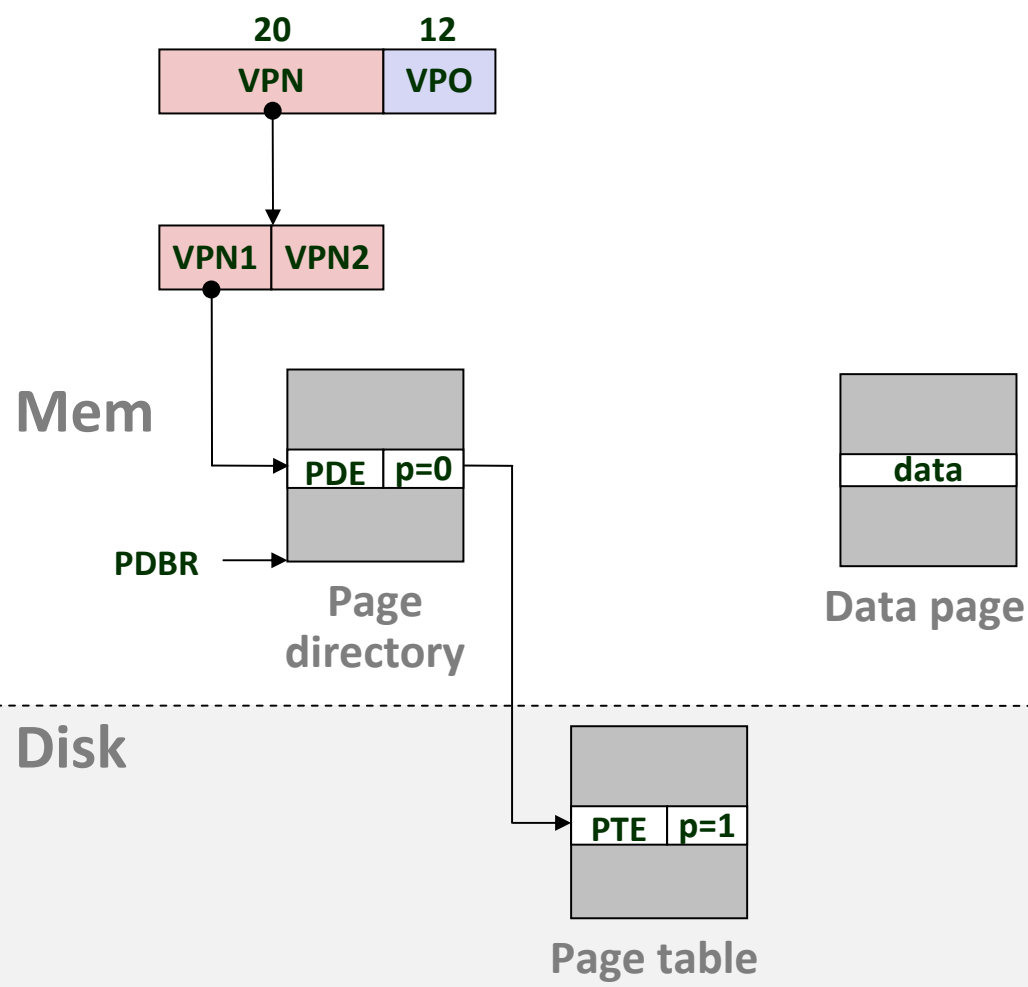 20 12
VPN VPO
VPN1 VPN2
Mem
PDE p=0
data
PDBR
Page
directory
Data page
Disk
PTE p=1
Page table